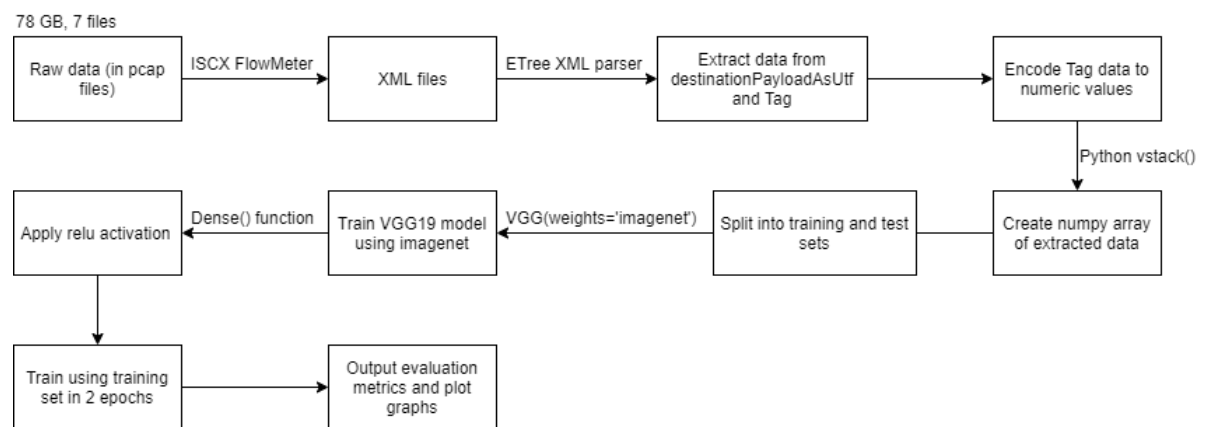 78 GB, 7 files
Raw data (in pcap
files)
ISCX FlowMeter
XML files
ETree XML parser
Extract data from
destinationPayloadAsUtf
and Tag
Encode Tag data to
numeric values
Python vstack()
Create numpy array
of extracted data
Split into training and test
sets
VGG(weights='imagenet')
Train VGG19 model
using imagenet
Dense() function
Apply relu activation
Train using training
set in 2 epochs
Output evaluation
metrics and plot
graphs